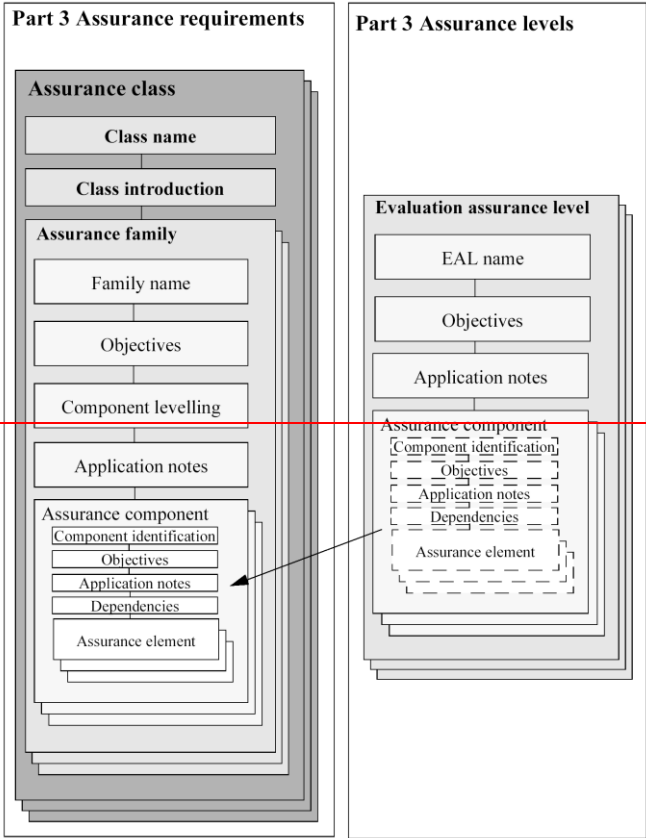 Part 3 Assurance requirements
Assurance class
Class name
Class introduction
Assurance family
Family name
Objectives
Component levelling
Application notes
Assurance component
Component identification
Objectives
Application notes
Dependencies
Assurance element
Part 3 Assurance levels
Evaluation assurance level
EAL name
Objectives
Application notes
Assurance component
Component identification
Objectives
Application notes
Dependencies
Assurance element